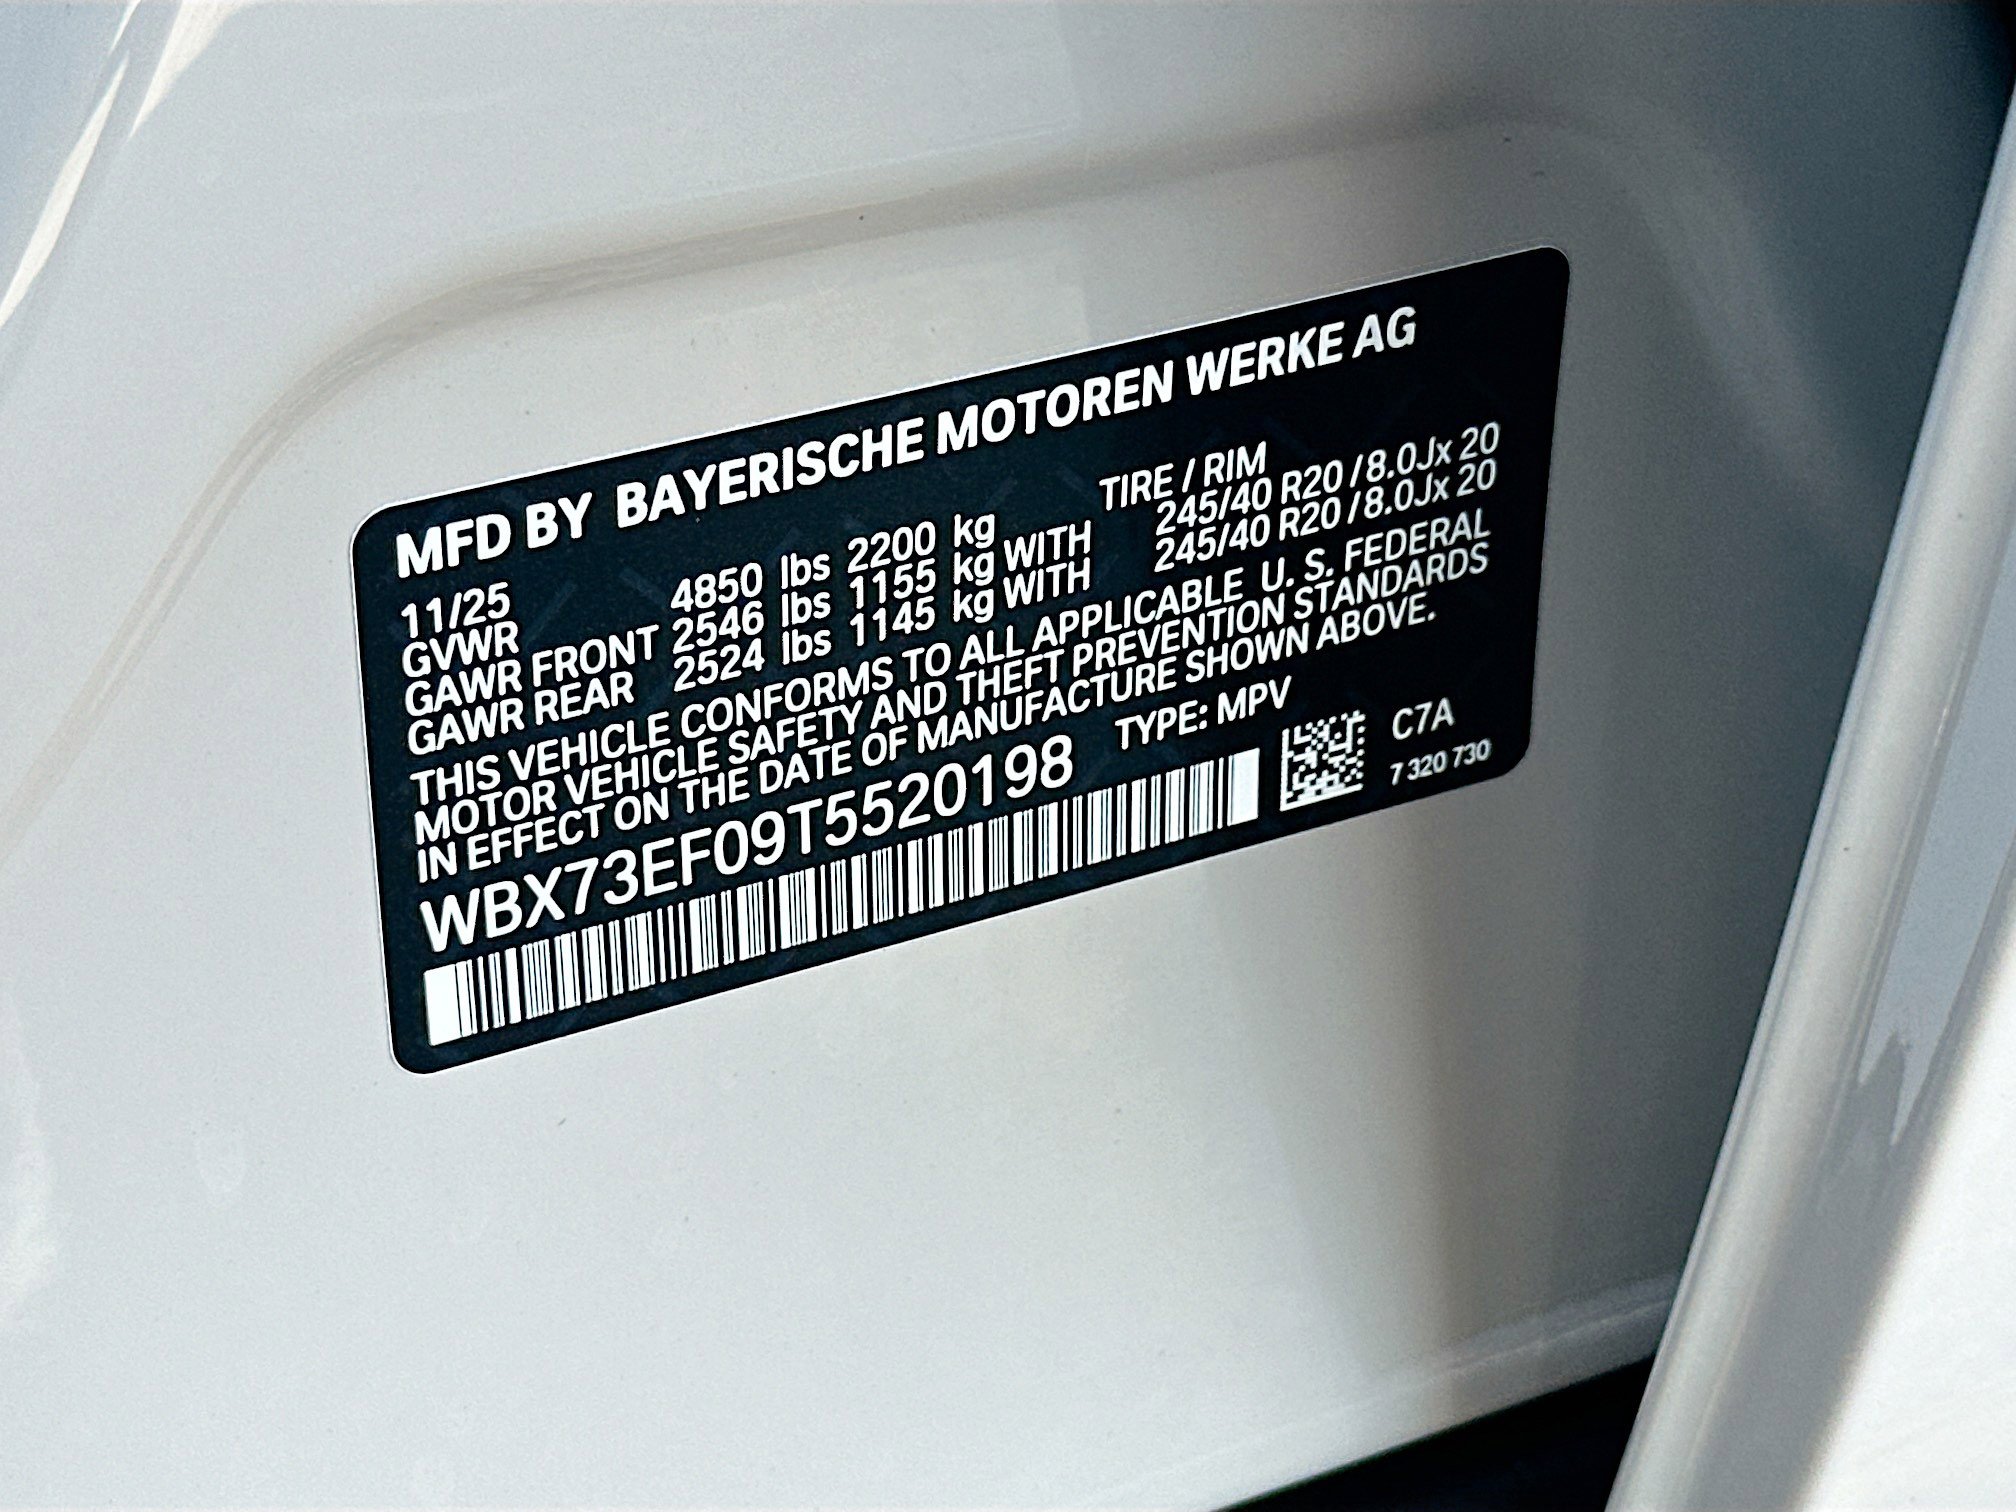 MFD BY BAYERISCHE MOTOREN WERKE AG
11/25 TIRE / RIM
GVWR 4850 lbs 2200 kg
GAWR FRONT 2546 lbs 1155 kg WITH 245/40 R20 / 8.0Jx 20
GAWR REAR 2524 lbs 1145 kg WITH 245/40 R20 / 8.0Jx 20
THIS VEHICLE CONFORMS TO ALL APPLICABLE U. S. FEDERAL
MOTOR VEHICLE SAFETY AND THEFT PREVENTION STANDARDS
IN EFFECT ON THE DATE OF MANUFACTURE SHOWN ABOVE.
WBX73EF09T5520198 TYPE: MPV
C7A
7 320 730